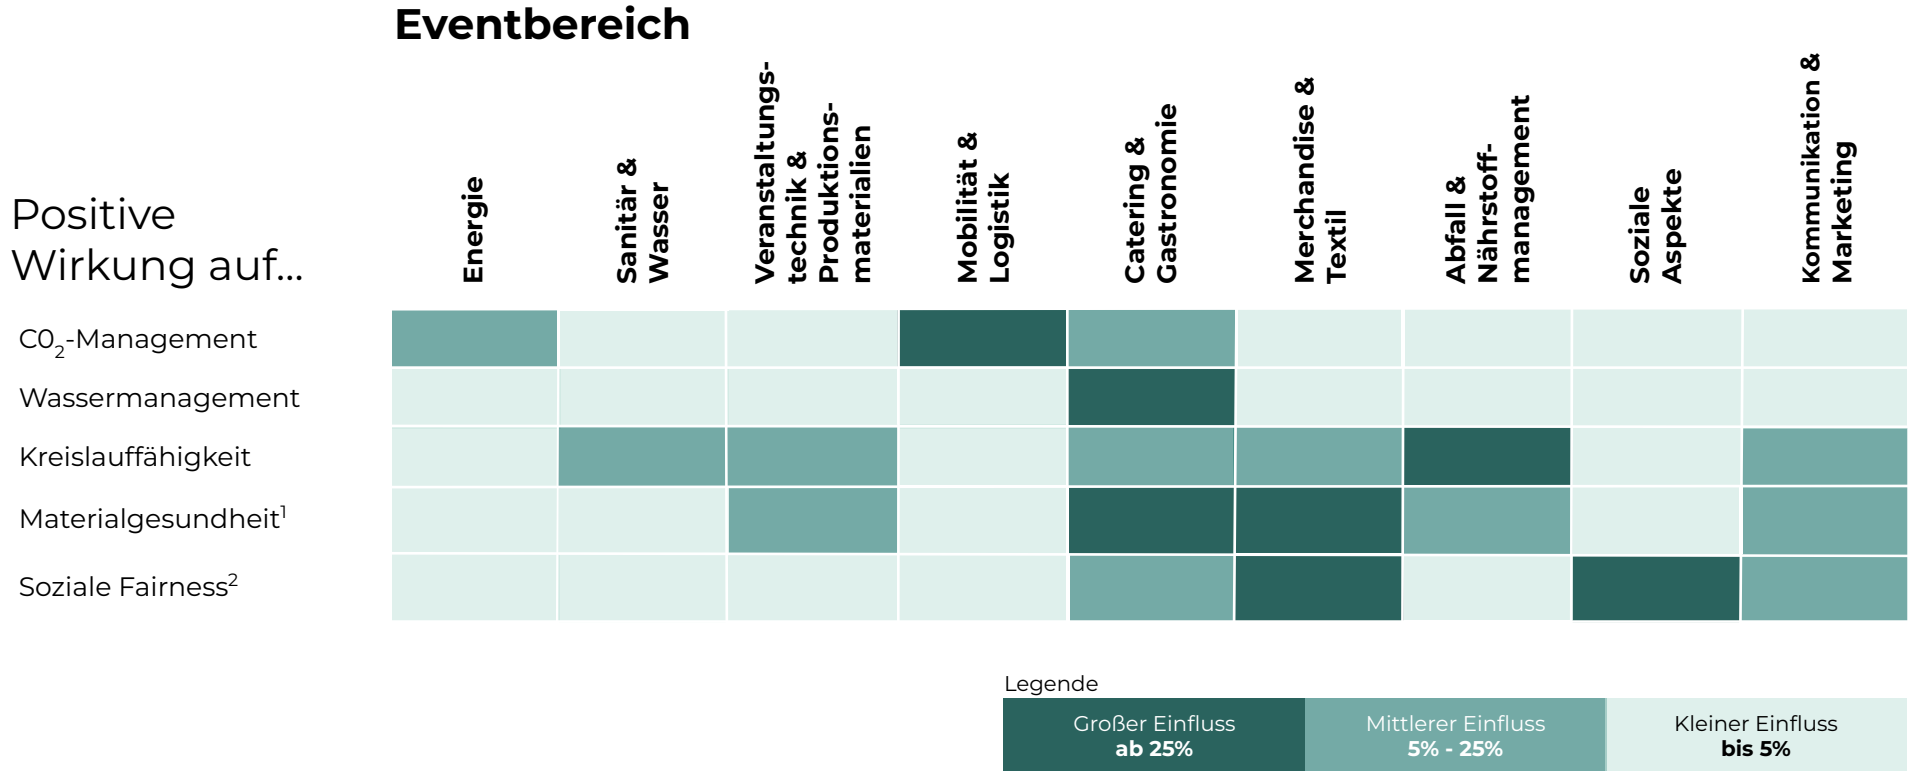 Eventbereich
Positive
Wirkung auf...
Energie
Sanitär &
Wasser
Veranstaltungs-
technik &
Produktions-
materialien
Mobilität &
Logistik
Catering &
Gastronomie
Merchandise &
Textil
Abfall &
Nährstoff-
management
Soziale
Aspekte
Kommunikation &
Marketing
C0₂-Management
Wassermanagement
Kreislauffähigkeit
Materialgesundheit¹
Soziale Fairness²
Legende
Großer Einfluss
ab 25%
Mittlerer Einfluss
5% - 25%
Kleiner Einfluss
bis 5%